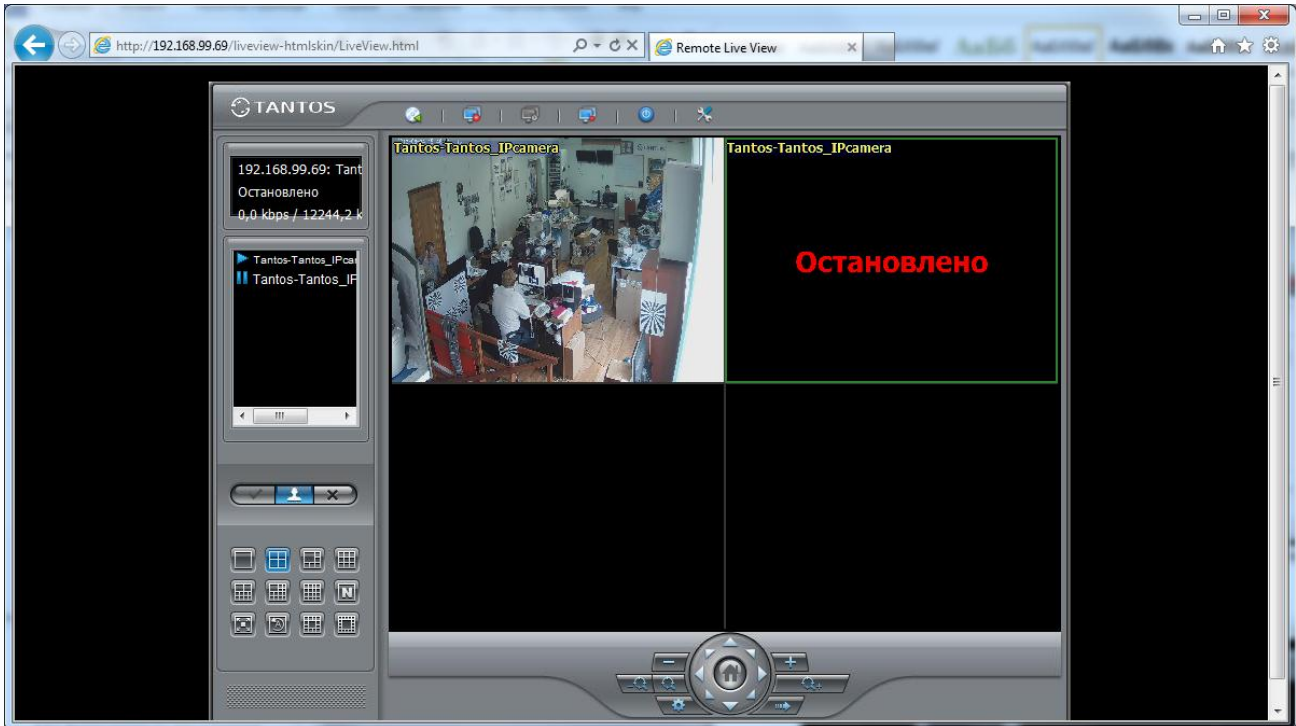 http://192.168.99.69/liveview-htmlskin/LiveView.html
Remote Live View
TANTOS
192.168.99.69: Tant
Остановлено
0,0 kbps / 12244,2 k
Tantos-Tantos_IPcar
Tantos-Tantos_IF
Tantos-Tantos_IPcamera
Tantos-Tantos_IPcamera
Остановлено
N